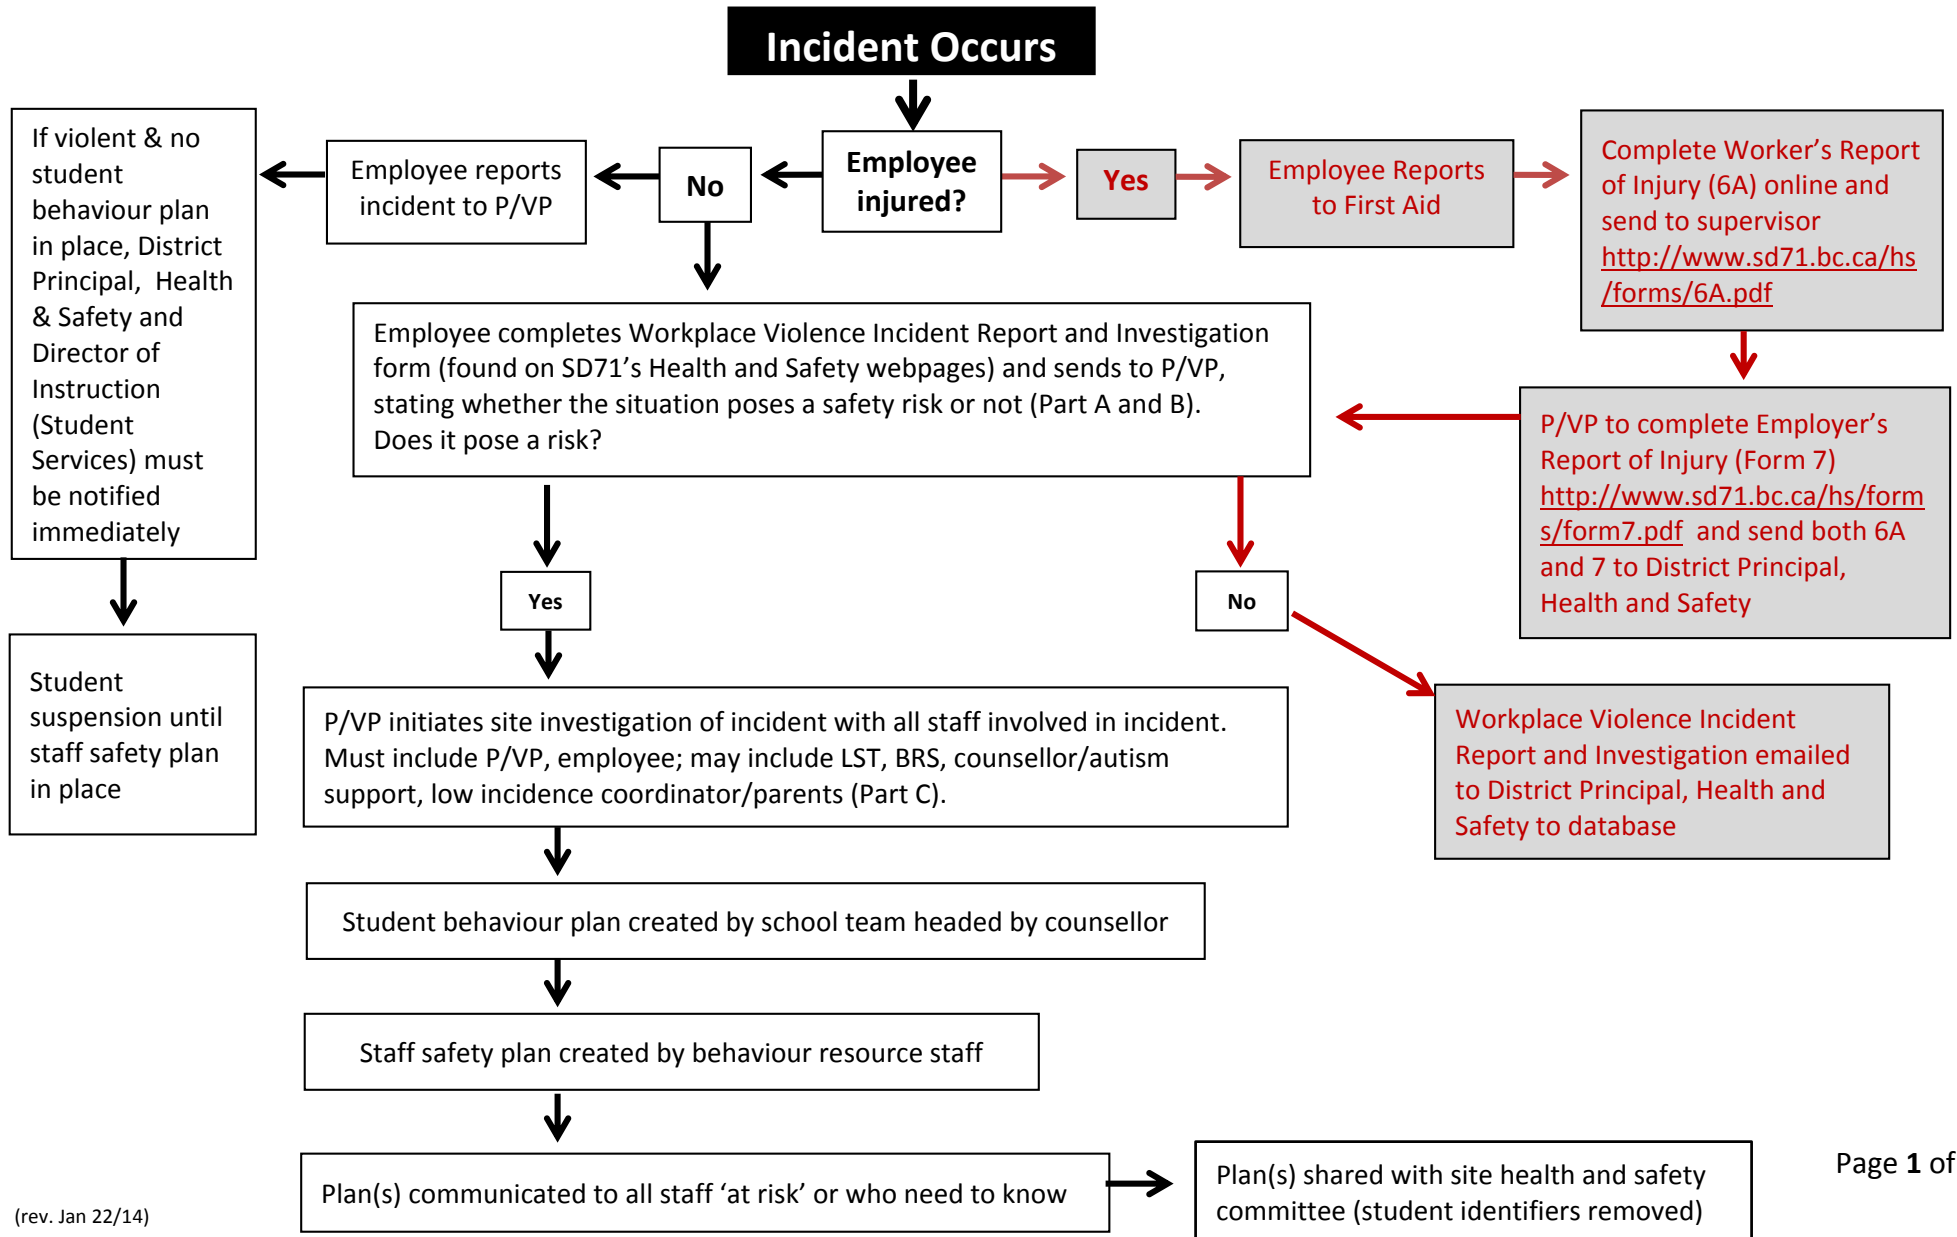 Incident Occurs
If violent & no
student
behaviour plan
in place, District
Principal,  Health
& Safety and
Director of
Instruction
(Student
Services) must
be notified
immediately
Employee reports
incident to P/VP
No
Employee
injured?
Yes
Employee Reports
to First Aid
Complete Worker’s Report
of Injury (6A) online and
send to supervisor
http://www.sd71.bc.ca/hs
/forms/6A.pdf
Employee completes Workplace Violence Incident Report and Investigation
form (found on SD71’s Health and Safety webpages) and sends to P/VP,
stating whether the situation poses a safety risk or not (Part A and B).
Does it pose a risk?
P/VP to complete Employer’s
Report of Injury (Form 7)
http://www.sd71.bc.ca/hs/form
s/form7.pdf  and send both 6A
and 7 to District Principal,
Health and Safety
Yes
No
Student
suspension until
staff safety plan
in place
P/VP initiates site investigation of incident with all staff involved in incident.
Must include P/VP, employee; may include LST, BRS, counsellor/autism
support, low incidence coordinator/parents (Part C).
Workplace Violence Incident
Report and Investigation emailed
to District Principal, Health and
Safety to database
Student behaviour plan created by school team headed by counsellor
Staff safety plan created by behaviour resource staff
Plan(s) communicated to all staff ‘at risk’ or who need to know
Plan(s) shared with site health and safety
committee (student identifiers removed)
Page 1 of
(rev. Jan 22/14)